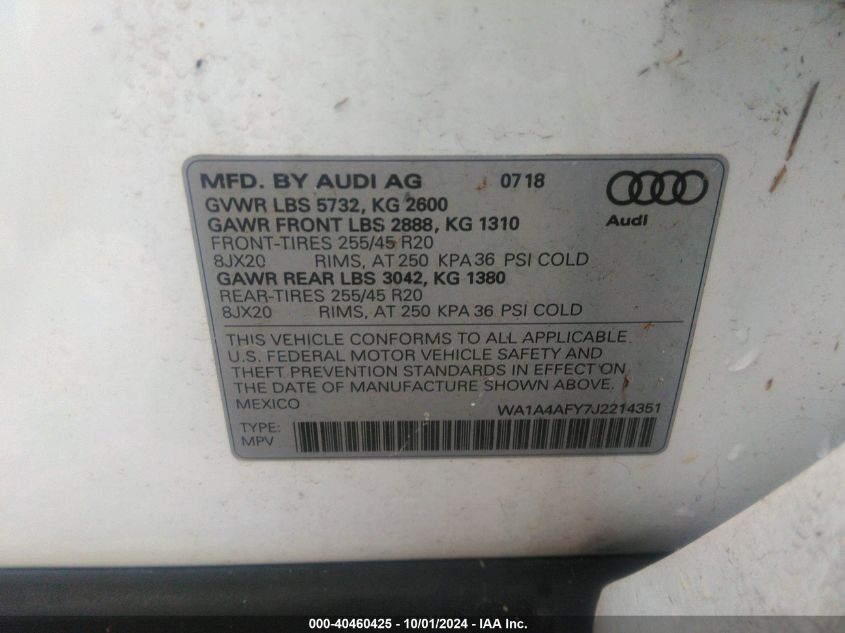 MFD. BY AUDI AG 0718
GVWR LBS 5732, KG 2600
GAWR FRONT LBS 2888, KG 1310
Audi
FRONT-TIRES 255/45 R20
8JX20 RIMS, AT 250 KPA 36 PSI COLD
GAWR REAR LBS 3042, KG 1380
REAR-TIRES 255/45 R20
8JX20 RIMS, AT 250 KPA 36 PSI COLD
THIS VEHICLE CONFORMS TO ALL APPLICABLE
U.S. FEDERAL MOTOR VEHICLE SAFETY AND
THEFT PREVENTION STANDARDS IN EFFECT ON
THE DATE OF MANUFACTURE SHOWN ABOVE.
MEXICO WA1A4AFY7J2214351
TYPE:
MPV
000-40460425 - 10/01/2024 - IAA Inc.